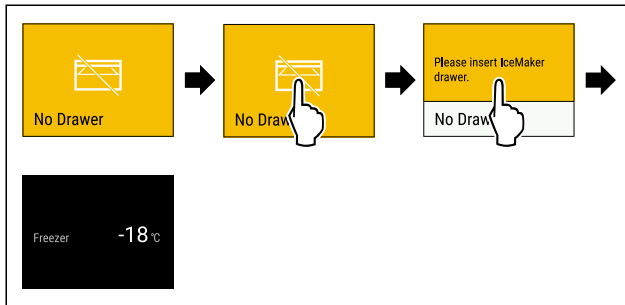 No Drawer
No Draw
Please insert IceMaker
drawer.
No Draw
Freezer -18 °C